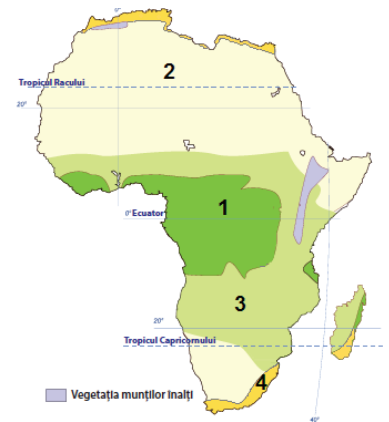 0°
2
Tropicul Racului
20°
1
0° Ecuator
3
20°
Tropicul Capricornului
4
Vegetația munților înalți
40°